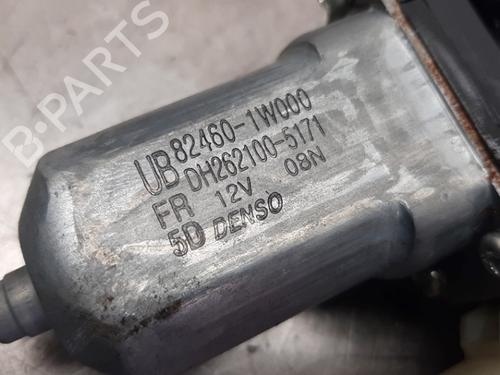 B-PARTS
UB 82460-1W000
DH262100-5171
FR 12V 08N
5D DENSO